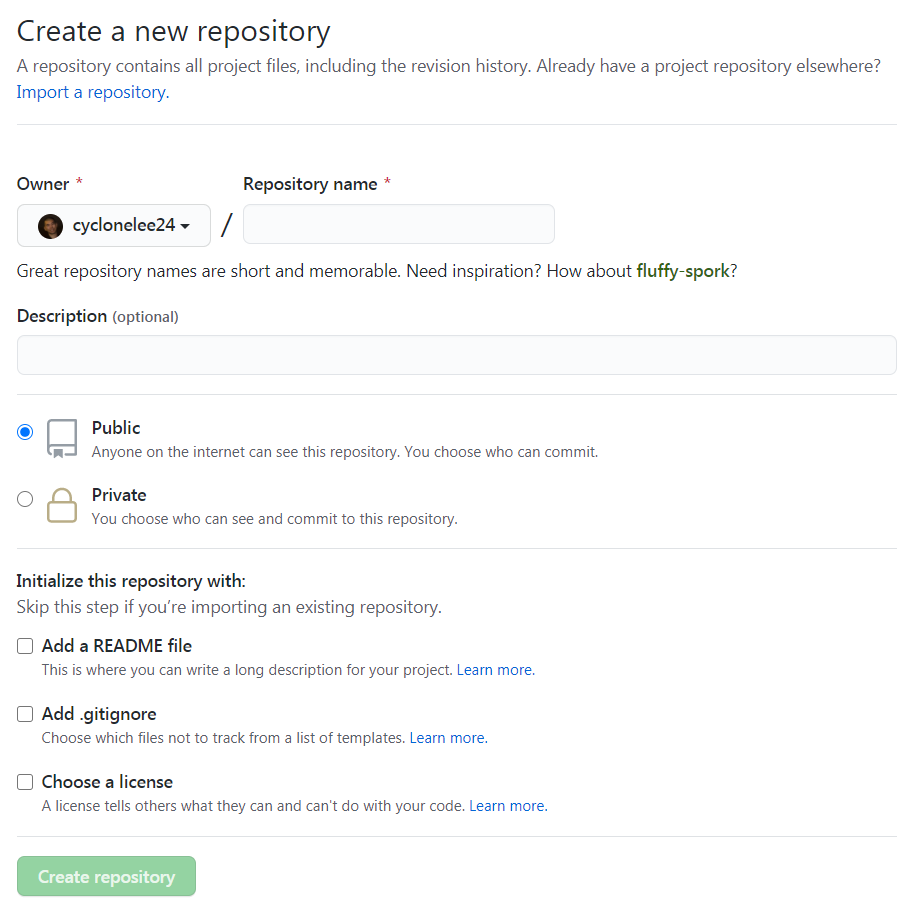 Create a new repository
A repository contains all project files, including the revision history. Already have a project repository elsewhere?
Import a repository.
Owner *
Repository name *
cyclonelee24
/
Great repository names are short and memorable. Need inspiration? How about fluffy-spork?
Description (optional)
Public
Anyone on the internet can see this repository. You choose who can commit.
Private
You choose who can see and commit to this repository.
Initialize this repository with:
Skip this step if you’re importing an existing repository.
Add a README file
This is where you can write a long description for your project. Learn more.
Add .gitignore
Choose which files not to track from a list of templates. Learn more.
Choose a license
A license tells others what they can and can't do with your code. Learn more.
Create repository